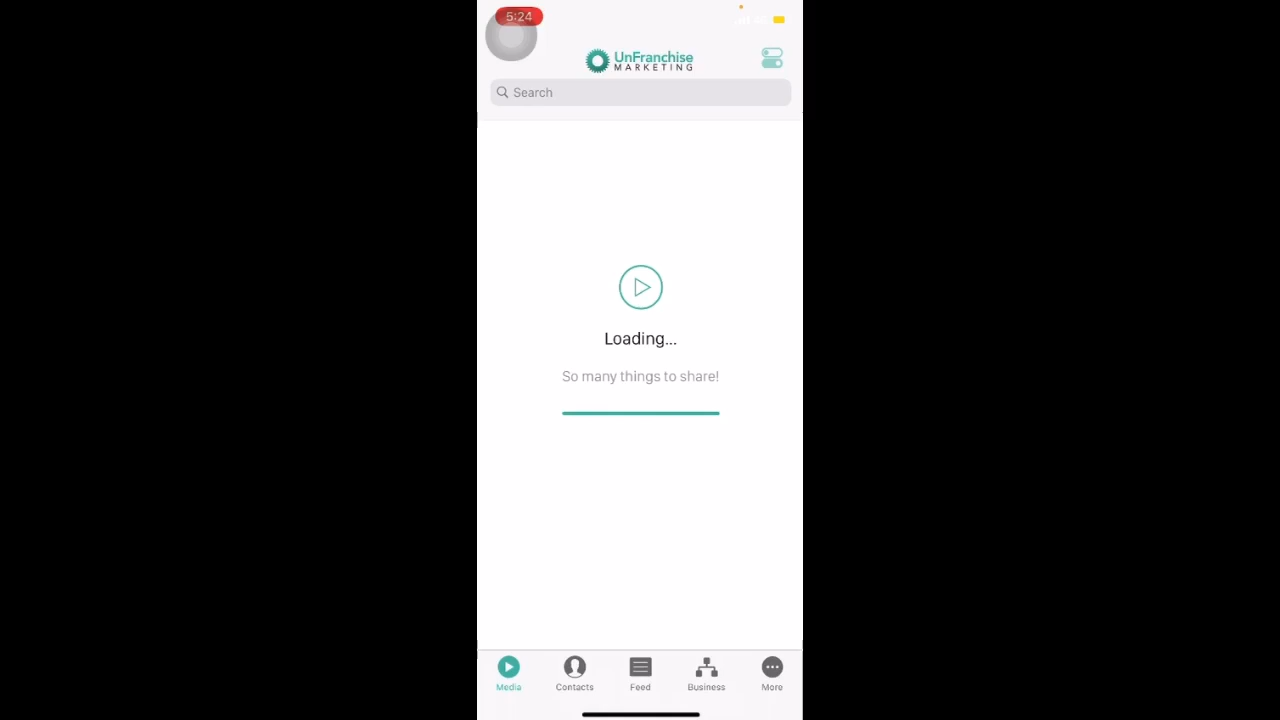 5:24
UnFranchise
MARKETING
Search
Loading...
So many things to share!
Media
Contacts
Feed
Business
More